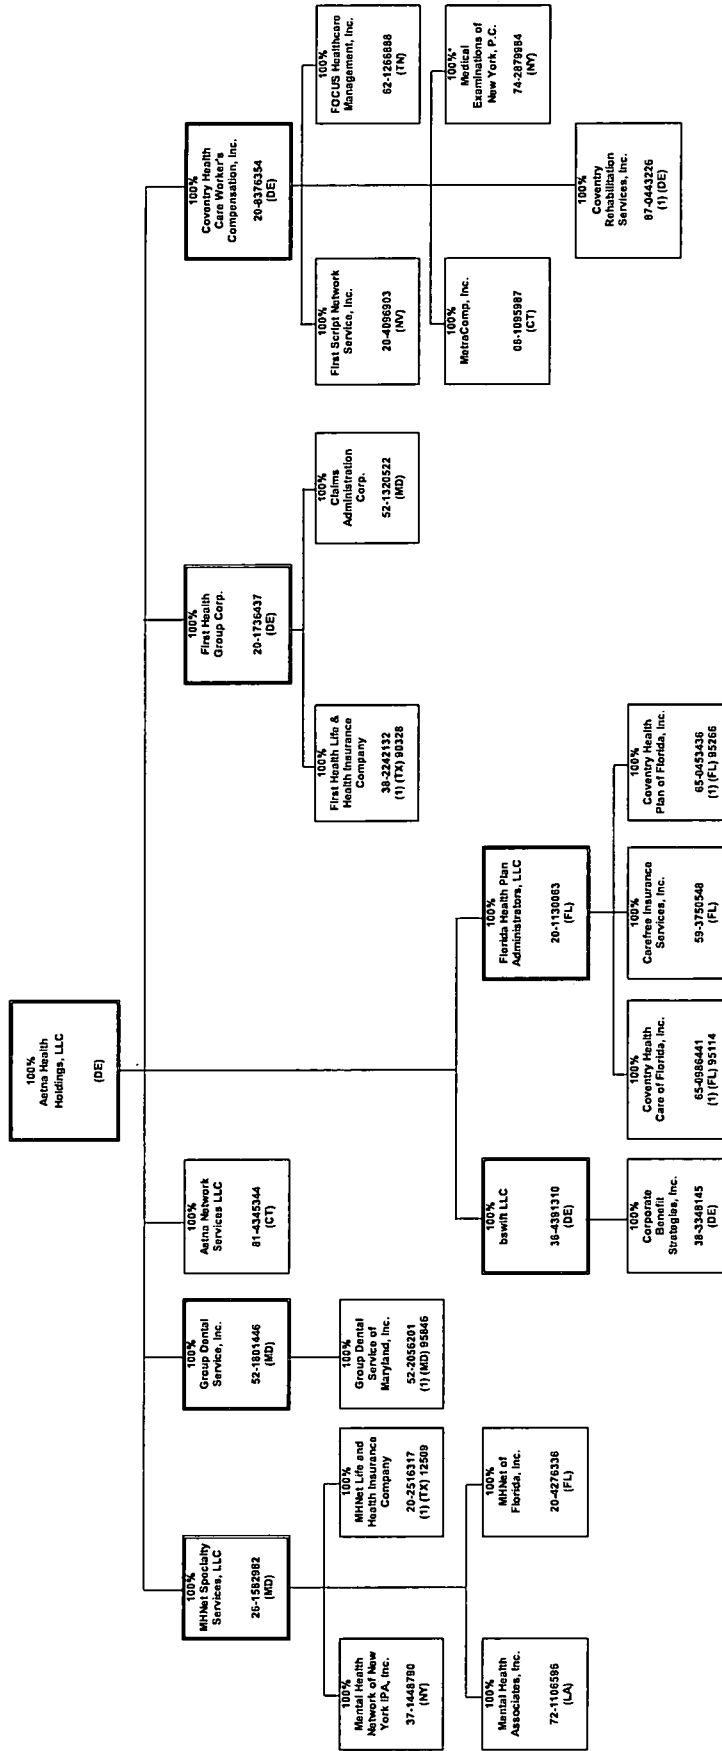 100%
Aetna Health
Holdings, LLC
(DE)
100%
MHNet Specialty
Services, LLC
26-1582982
(MD)
100%
Group Dental
Service, Inc.
52-1801446
(MD)
100%
Aetna Network
Services LLC
81-4345344
(CT)
100%
First Health
Group Corp.
20-1736437
(DE)
100%
Coventry Health
Care Worker's
Compensation, Inc.
20-8376354
(DE)
100%
Mental Health
Network of New
York IPA, Inc.
37-1448790
(NY)
100%
MHNet Life and
Health Insurance
Company
20-2516317
(1) (TX) 12509
100%
Group Dental
Service of
Maryland, Inc.
52-2056201
(1) (MD) 95846
100%
First Health Life &
Health Insurance
Company
38-2242132
(1) (TX) 90328
100%
Claims
Administration
Corp.
52-1320522
(MD)
100%
First Script Network
Service, Inc.
20-4096903
(NV)
100%
FOCUS Healthcare
Management, Inc.
62-1266888
(TN)
100%
Mental Health
Associates, Inc.
72-1106596
(LA)
100%
MHNet of
Florida, Inc.
20-4276336
(FL)
100%
MetraComp, Inc.
06-1095987
(CT)
100%*
Medical
Examinations of
New York, P.C.
74-2879984
(NY)
100%
bswift LLC
36-4391310
(DE)
100%
Florida Health Plan
Administrators, LLC
20-1130063
(FL)
100%
Coventry
Rehabilitation
Services, Inc.
87-0443226
(1) (DE)
100%
Corporate
Benefit
Strategies, Inc.
38-3348145
(DE)
100%
Coventry Health
Care of Florida, Inc.
65-0986441
(1) (FL) 95114
100%
Carefree Insurance
Services, Inc.
59-3750548
(FL)
100%
Coventry Health
Plan of Florida, Inc.
65-0453436
(1) (FL) 95266